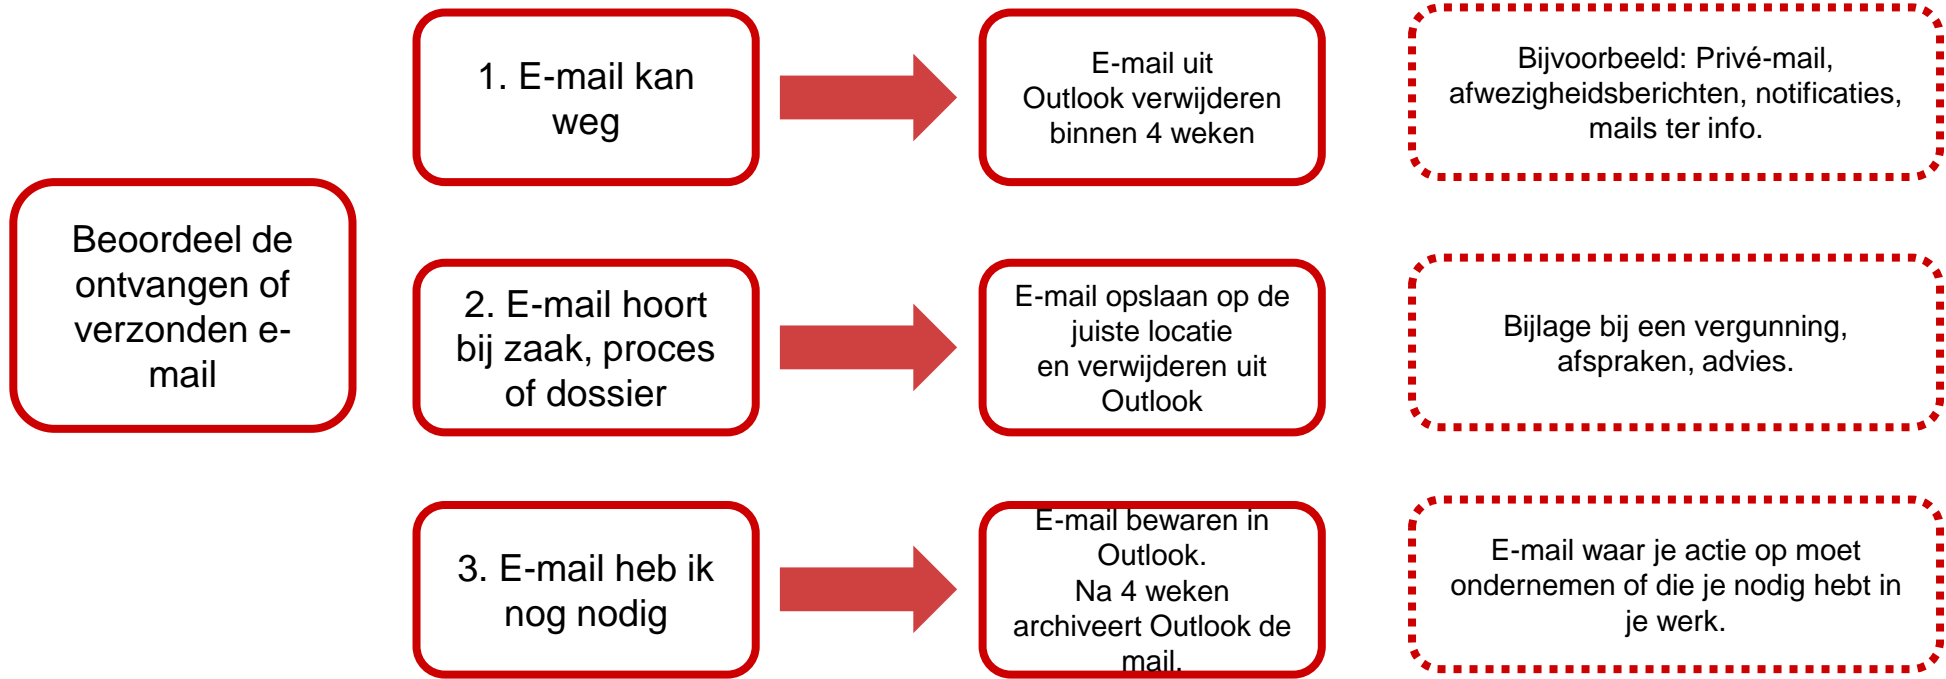 Beoordeel de
ontvangen of
verzonden e-
mail
1. E-mail kan
weg
E-mail uit
Outlook verwijderen
binnen 4 weken
Bijvoorbeeld: Privé-mail,
afwezigheidsberichten, notificaties,
mails ter info.
2. E-mail hoort
bij zaak, proces
of dossier
E-mail opslaan op de
juiste locatie
en verwijderen uit
Outlook
Bijlage bij een vergunning,
afspraken, advies.
3. E-mail heb ik
nog nodig
E-mail bewaren in
Outlook.
Na 4 weken
archiveert Outlook de
mail.
E-mail waar je actie op moet
ondernemen of die je nodig hebt in
je werk.